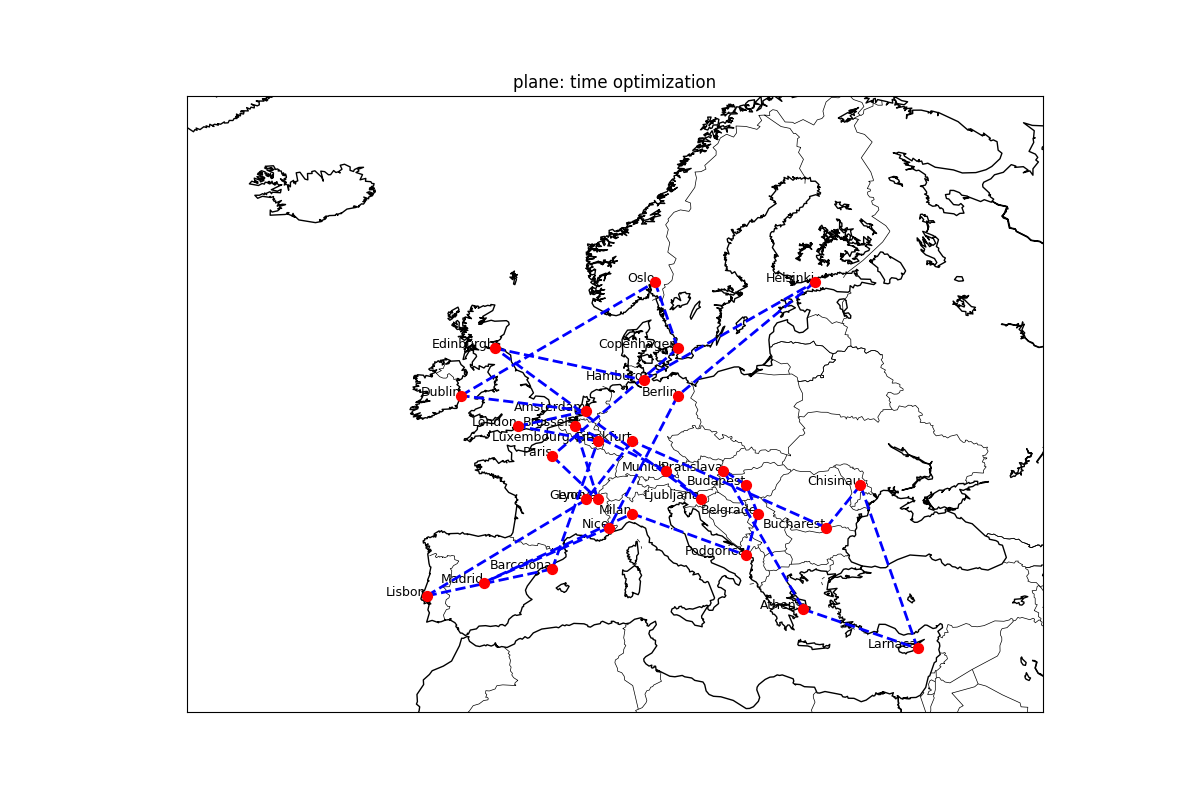 plane: time optimization
Oslo
Helsinki
Edinburgh
Copenhagen
Hamburg
Dublin
Berlin
Amsterdam
London
Brussels
Luxembourg
Frankfurt
Paris
Munich
Bratislava
Budapest
Chisinau
Lyon
Ljubljana
Milan
Belgrade
Nice
Bucharest
Podgorica
Barcelona
Madrid
Lisbon
Athens
Larnaca